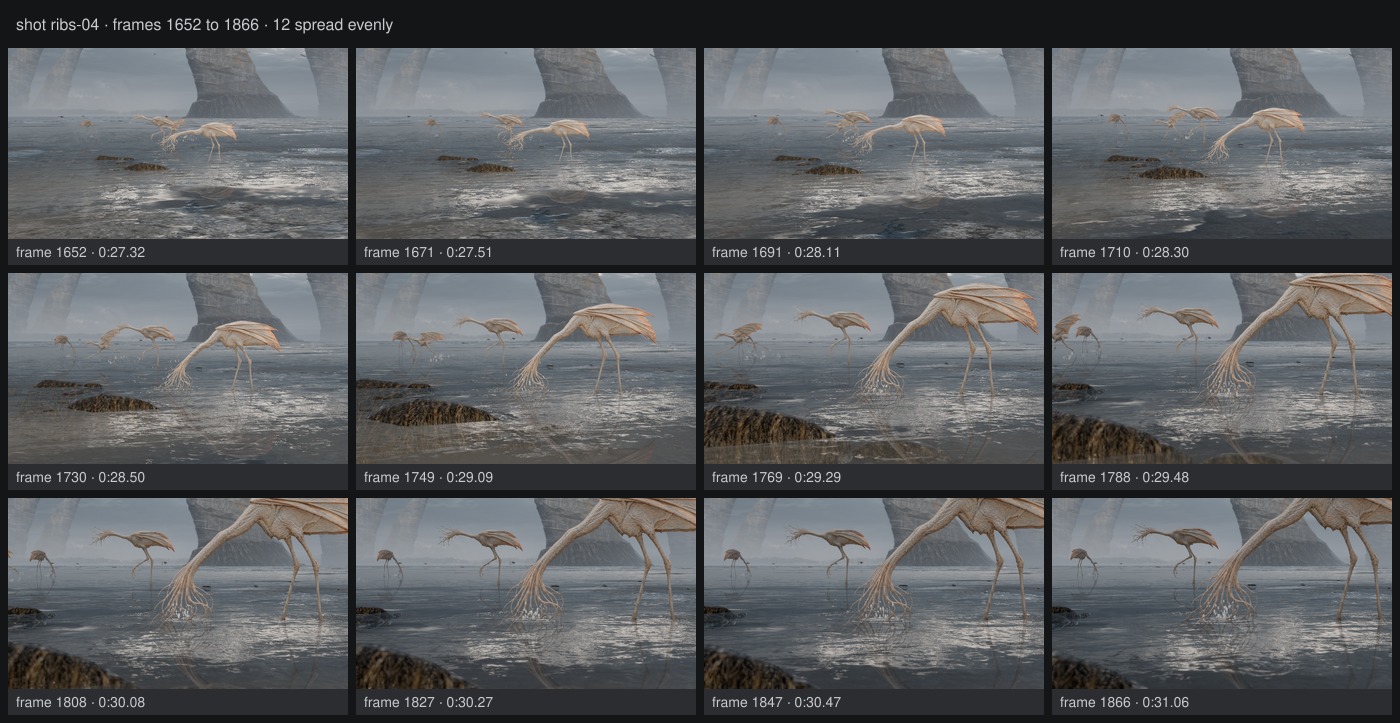 shot ribs-04 · frames 1652 to 1866 · 12 spread evenly
frame 1652 · 0:27.32
frame 1671 · 0:27.51
frame 1691 · 0:28.11
frame 1710 · 0:28.30
frame 1730 · 0:28.50
frame 1749 · 0:29.09
frame 1769 · 0:29.29
frame 1788 · 0:29.48
frame 1808 · 0:30.08
frame 1827 · 0:30.27
frame 1847 · 0:30.47
frame 1866 · 0:31.06